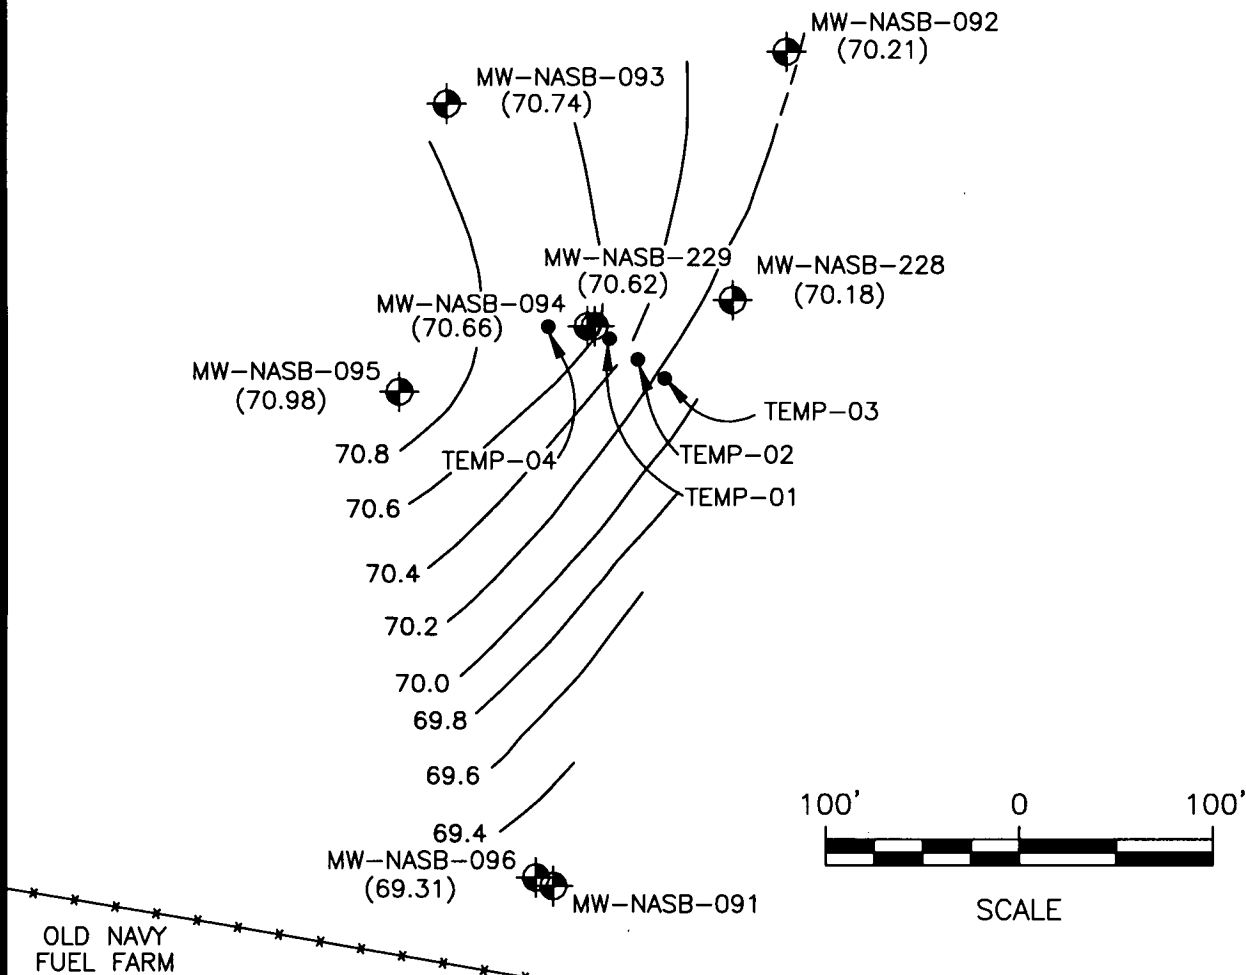 MW-NASB-092
(70.21)
MW-NASB-093
(70.74)
MW-NASB-229
(70.62)
MW-NASB-228
(70.18)
MW-NASB-094
(70.66)
MW-NASB-095
(70.98)
TEMP-03
70.8
TEMP-04
TEMP-02
70.6
TEMP-01
70.4
70.2
70.0
69.8
69.6
100' 0 100'
69.4
MW-NASB-096
(69.31)
MW-NASB-091
SCALE
OLD NAVY
FUEL FARM